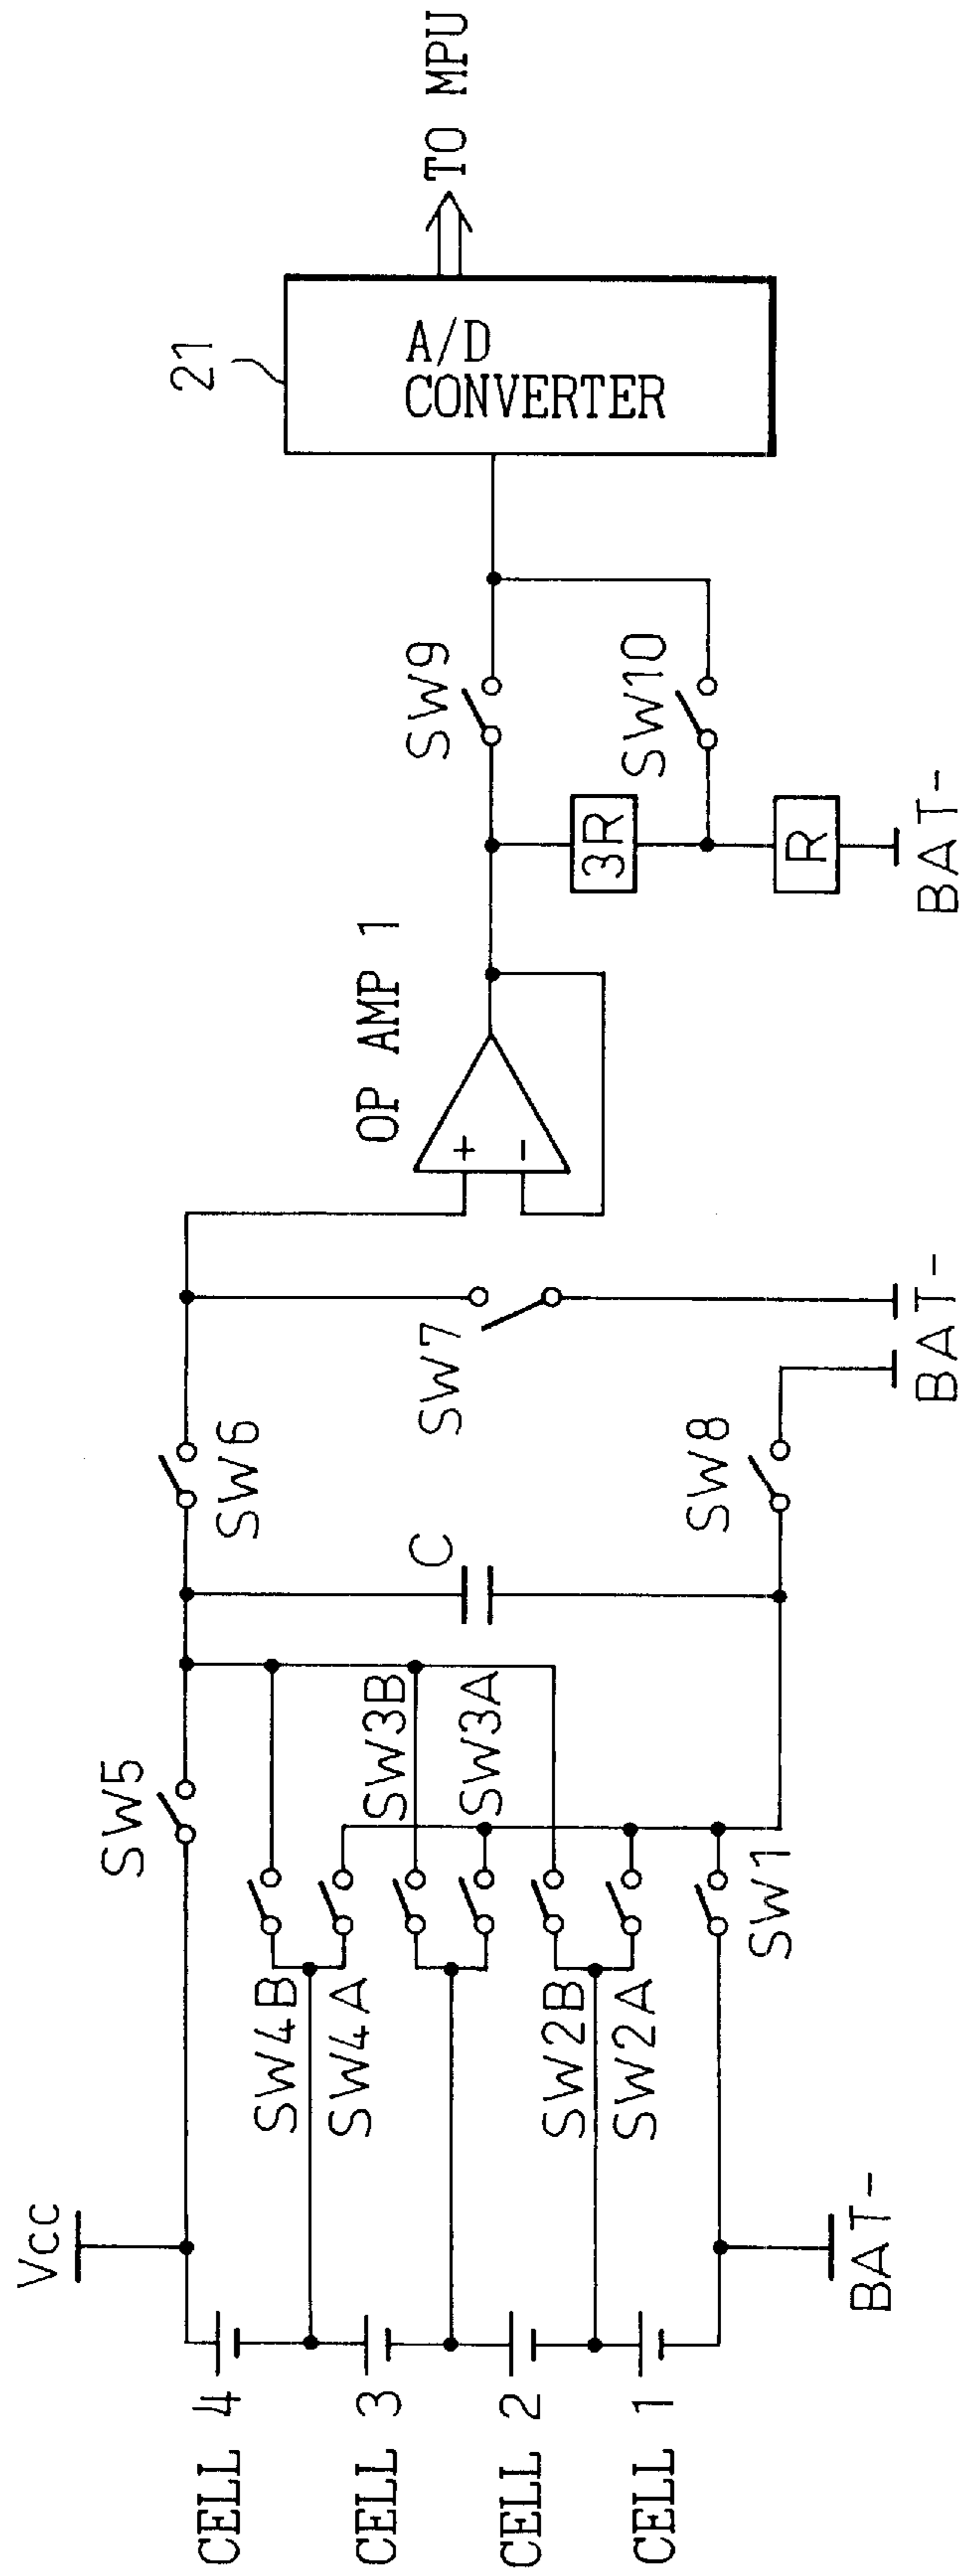 Vcc
CELL 4
CELL 3
CELL 2
CELL 1
BAT-
SW5
SW4B
SW4A
SW3B
SW3A
SW2B
SW2A
SW1
C
SW6
SW7
SW8
BAT-
OP AMP 1
+
-
SW9
3R
SW10
R
BAT-
21
A/D
CONVERTER
TO MPU